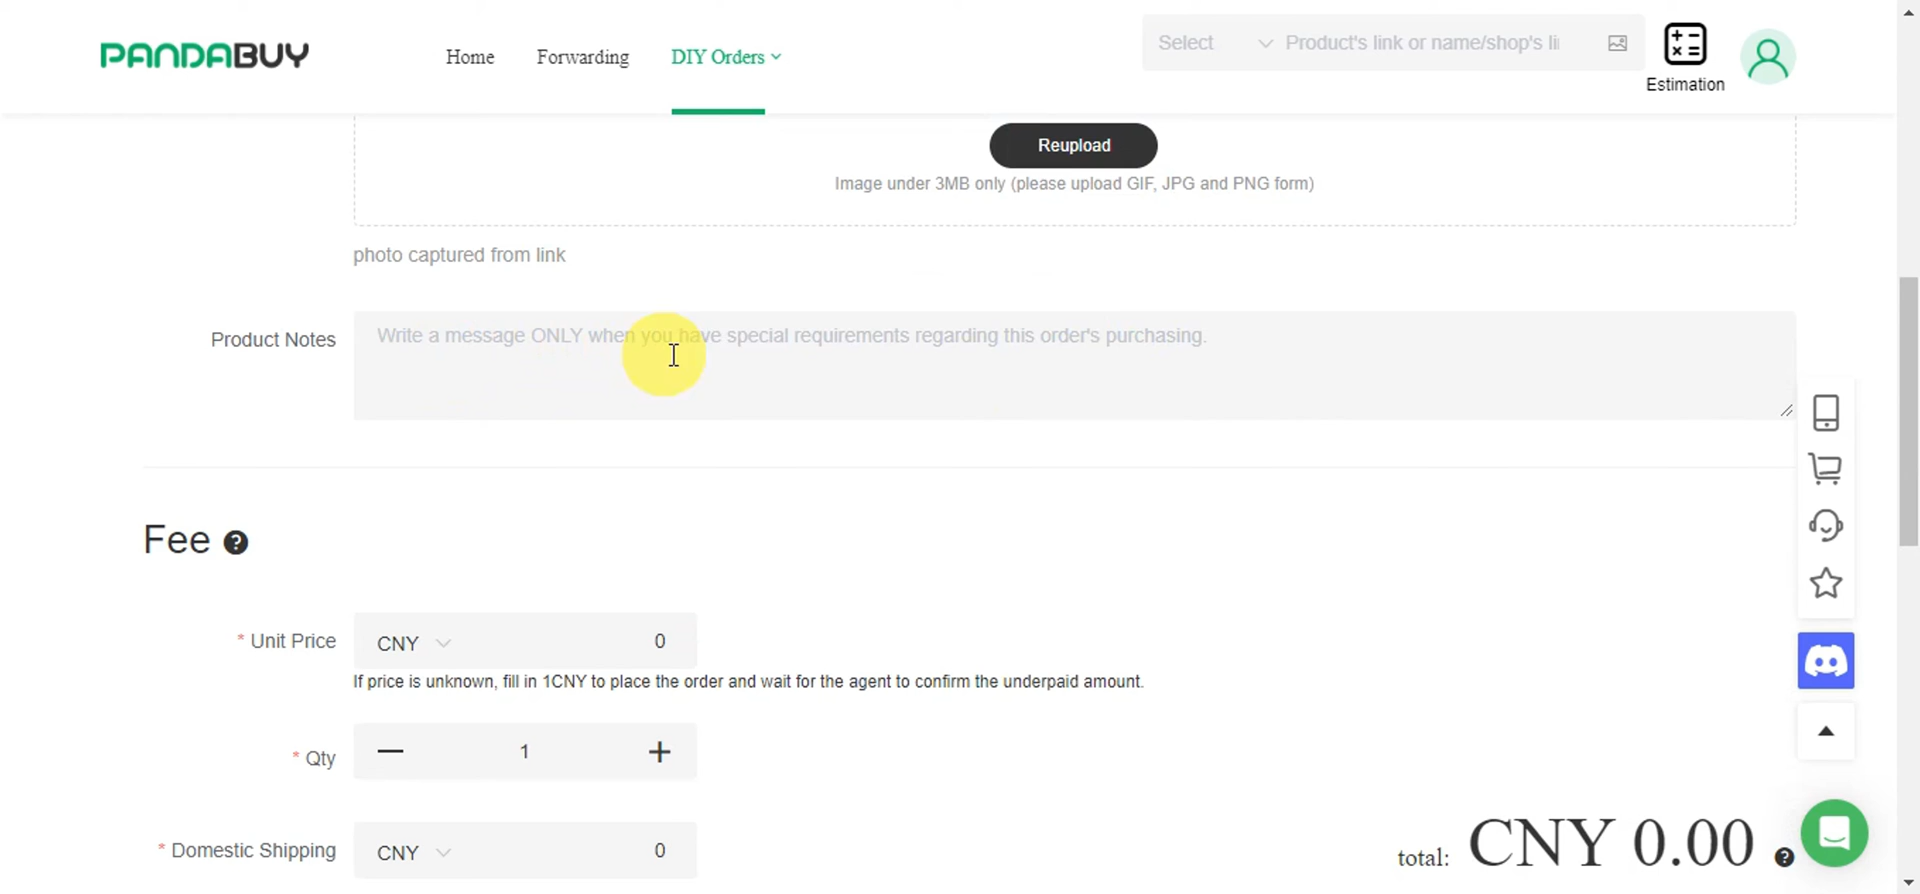 PANDABUY
Home Forwarding DIY Orders
Select Product's link or name/shop's li
Estimation
Reupload
Image under 3MB only (please upload GIF, JPG and PNG form)
photo captured from link
Product Notes
Write a message ONLY when you have special requirements regarding this order's purchasing.
Fee ?
* Unit Price CNY 0
If price is unknown, fill in 1CNY to place the order and wait for the agent to confirm the underpaid amount.
* Qty — 1 +
* Domestic Shipping CNY 0
total: CNY 0.00 ?